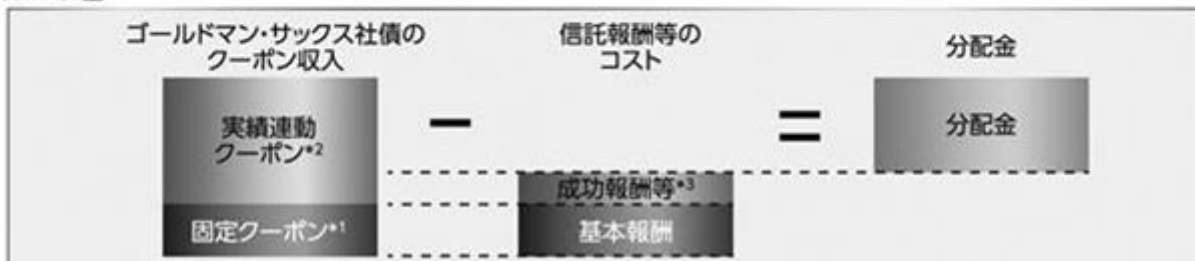 ゴールドマン・サックス社債の
クーポン収入
信託報酬等の
コスト
分配金
実績連動
クーポン*2
固定クーポン*1
−
成功報酬等*3
基本報酬
=
分配金